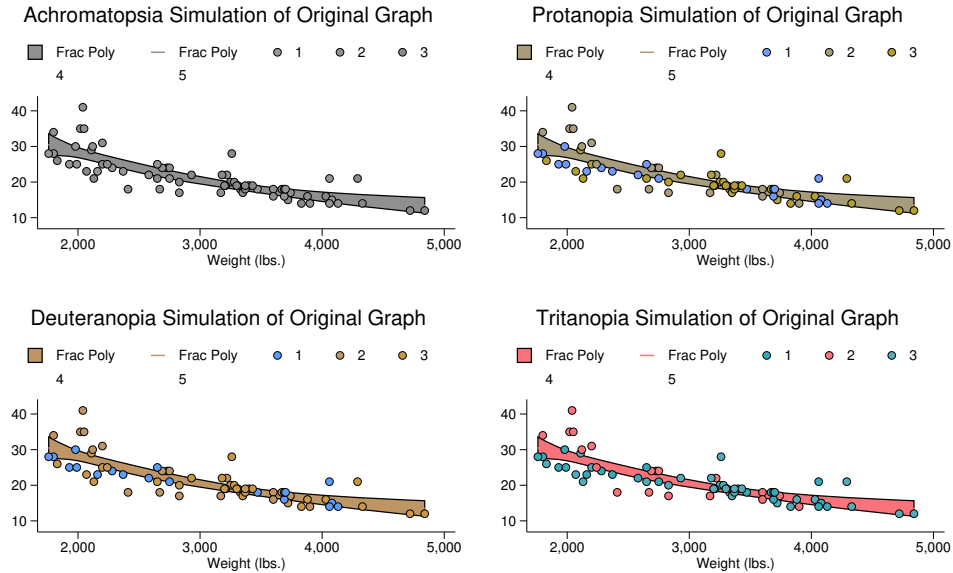 Achromatopsia Simulation of Original Graph
Frac Poly Frac Poly 1 2 3
4 5
40
30
20
10
2,000 3,000 4,000 5,000
Weight (lbs.)
Protanopia Simulation of Original Graph
Frac Poly Frac Poly 1 2 3
4 5
40
30
20
10
2,000 3,000 4,000 5,000
Weight (lbs.)
Deuteranopia Simulation of Original Graph
Frac Poly Frac Poly 1 2 3
4 5
40
30
20
10
2,000 3,000 4,000 5,000
Weight (lbs.)
Tritanopia Simulation of Original Graph
Frac Poly Frac Poly 1 2 3
4 5
40
30
20
10
2,000 3,000 4,000 5,000
Weight (lbs.)